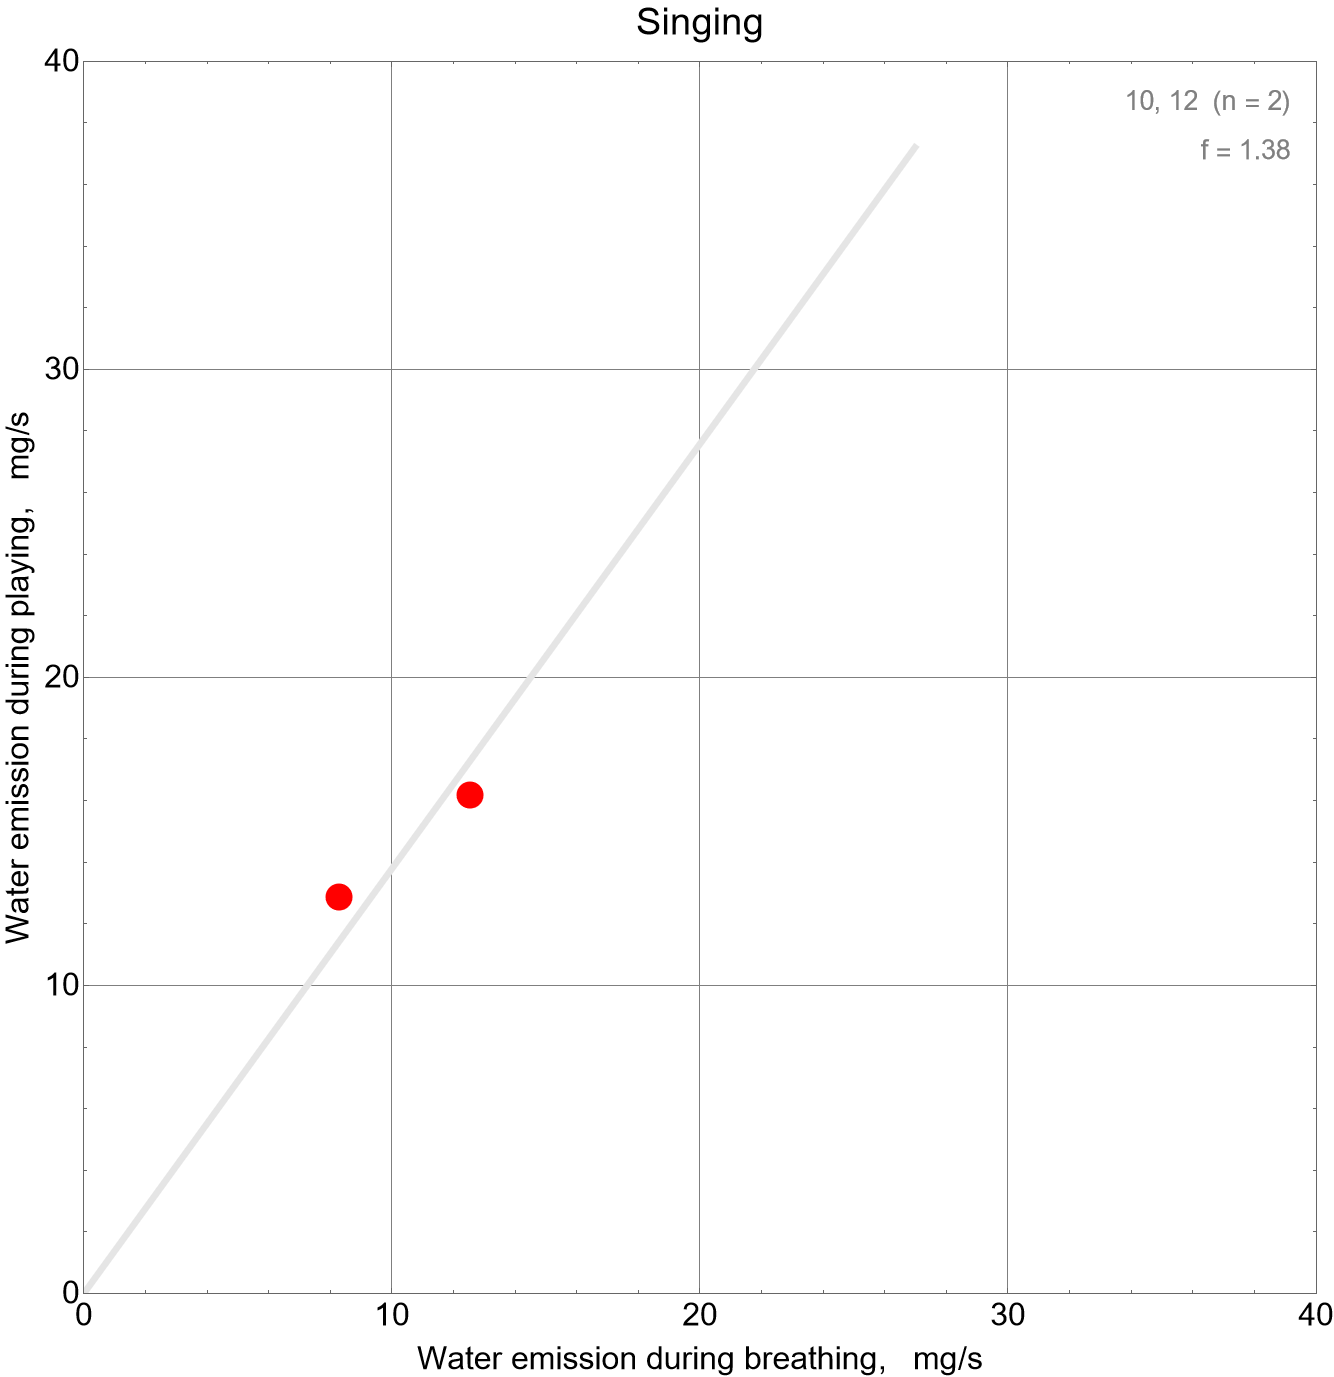 Singing
40
10, 12 (n = 2)
f = 1.38
30
20
10
0
Water emission during playing, mg/s
0 10 20 30 40
Water emission during breathing, mg/s